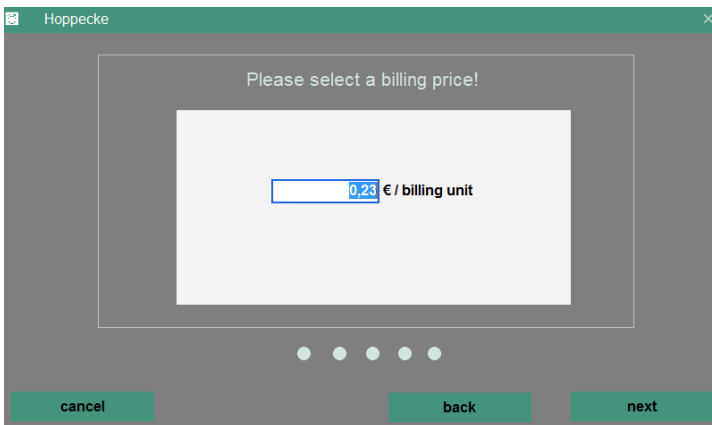 Hoppecke
Please select a billing price!
0,23 € / billing unit
cancel back next